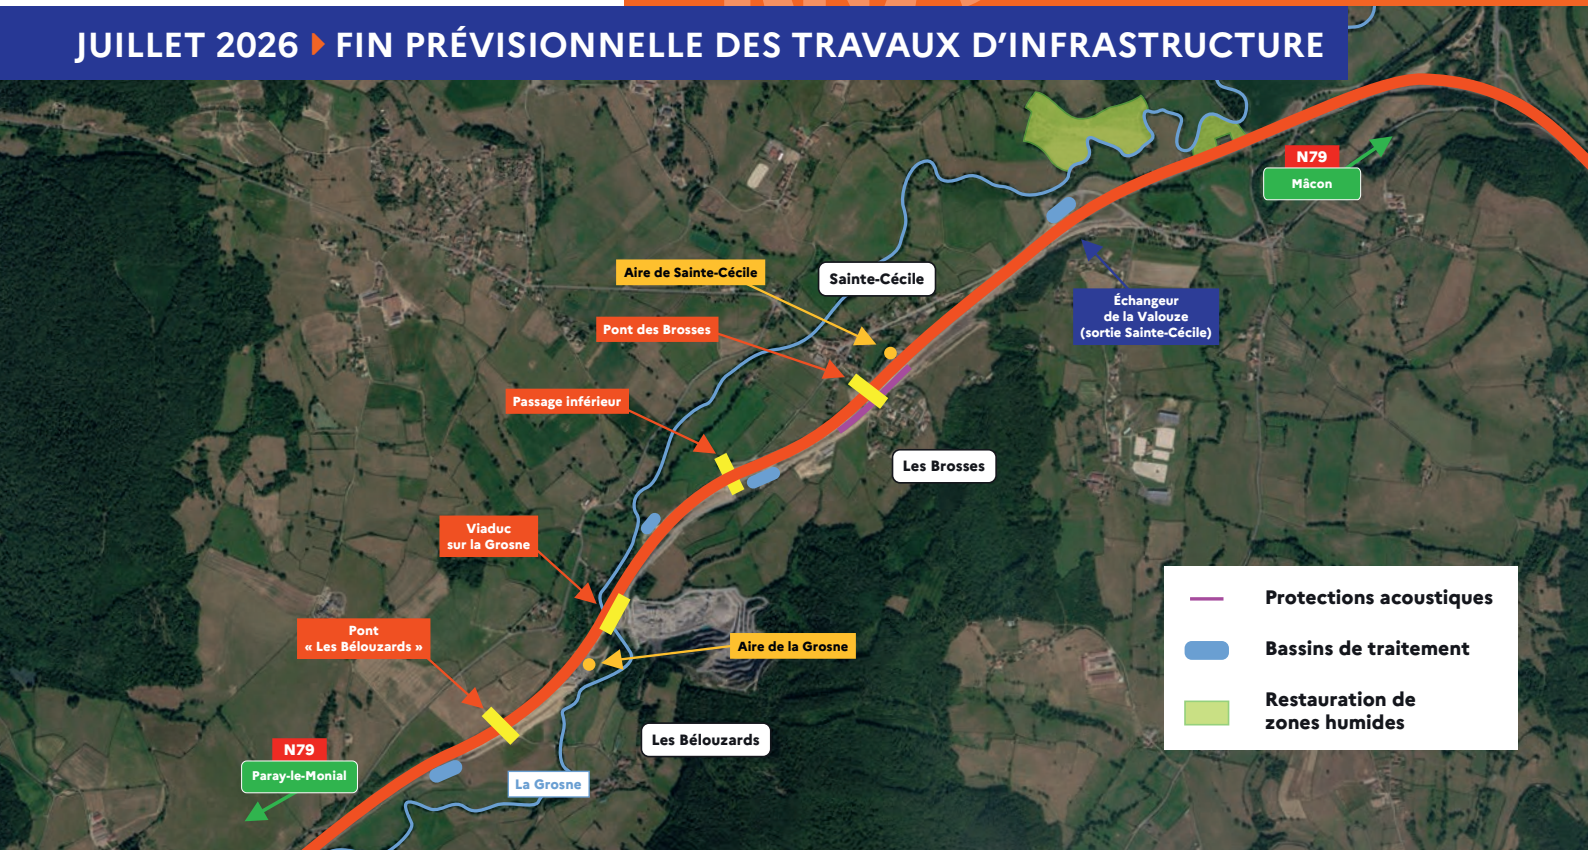 JUILLET 2026 FIN PRÉVISIONNELLE DES TRAVAUX D’INFRASTRUCTURE
N79
Mâcon
Aire de Sainte-Cécile
Sainte-Cécile
Échangeur
de la Valouze
(sortie Sainte-Cécile)
Pont des Brosses
Passage inférieur
Les Brosses
Viaduc
sur la Grosne
Pont
« Les Bélouzards »
Aire de la Grosne
Les Bélouzards
N79
Paray-le-Monial
La Grosne
Protections acoustiques
Bassins de traitement
Restauration de
zones humides